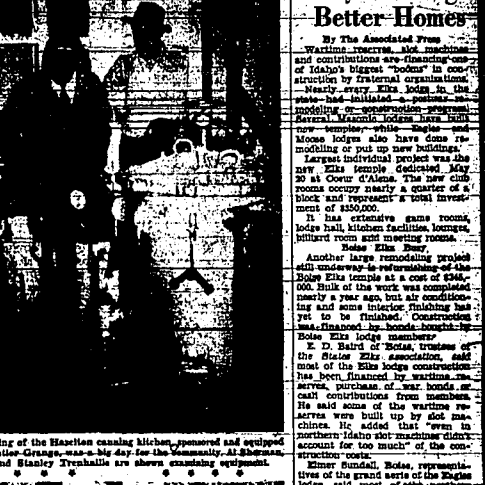 Better Homes
By The Associated Press
Wartime reserves, slot machines
and contributions are financing one
of Idaho's biggest "booms" in con-
struction by fraternal organizations.
Nearly every Elks lodge in the
state had initiated a postwar re-
modeling or construction program.
Several Masonic lodges have built
new temples, while Eagles and
Moose lodges also have done re-
modeling or put up new buildings.
Largest individual project was the
new Elks temple dedicated May
20 at Coeur d'Alene. The new club
rooms occupy nearly a quarter of a
block and represent a total invest-
ment of $350,000.
It has extensive game rooms,
lodge hall, kitchen facilities, lounges,
billiard room and meeting rooms.
Boise Elks Busy
Another large remodeling project
still underway is refurnishing of the
Boise Elks temple at a cost of
000. Bulk of the work was completed
nearly a year ago, but air condition-
ing and some interior finishing has
yet to be finished. Construction
was financed by bonds bought by
Boise Elks lodge members.
E. D. Baird of Boise, trustees of
the States Elks association, said
most of the Elks lodge construction
has been financed by wartime re-
serves, purchase of war bonds or
cash contributions from members.
He said some of the wartime re-
serves were built up by slot ma-
chines. He added that "even in
northern Idaho slot machines didn't
account for too much" of the con-
struction costs.
Elmer Sundall, Boise, representa-
tives of the grand aerie of the Eagles
ing of the Hazelton canning kitchen, sponsored and equipped
Grange, was a big day for the community. Al Sherman,
nd Stanley Trenhaille are shown examining equipment.